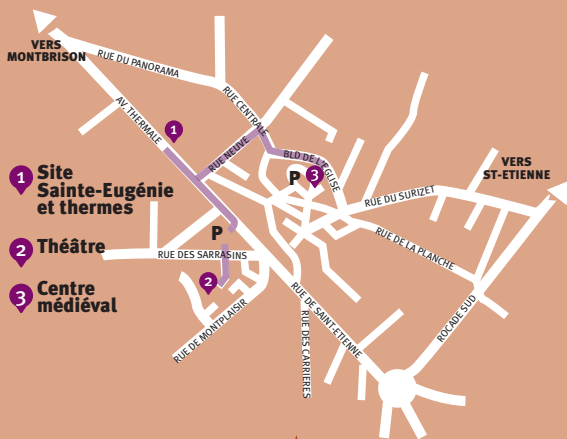 VERS
MONTBRISON
RUE DU PANORAMA
RUE CENTRALE
AV. THERMALE
1
RUE NEUVE
BLD DE L'EGLISE
VERS
ST-ETIENNE
1 Site
Sainte-Eugénie
et thermes
P
3
RUE DU SURIZET
P
RUE DE LA PLANCHE
2 Théâtre
RUE DES SARRASINS
2
3 Centre
médiéval
RUE DE MONTPLAISIR
RUE DE SAINT-ETIENNE
RUE DES CARRIERES
ROCADE SUD